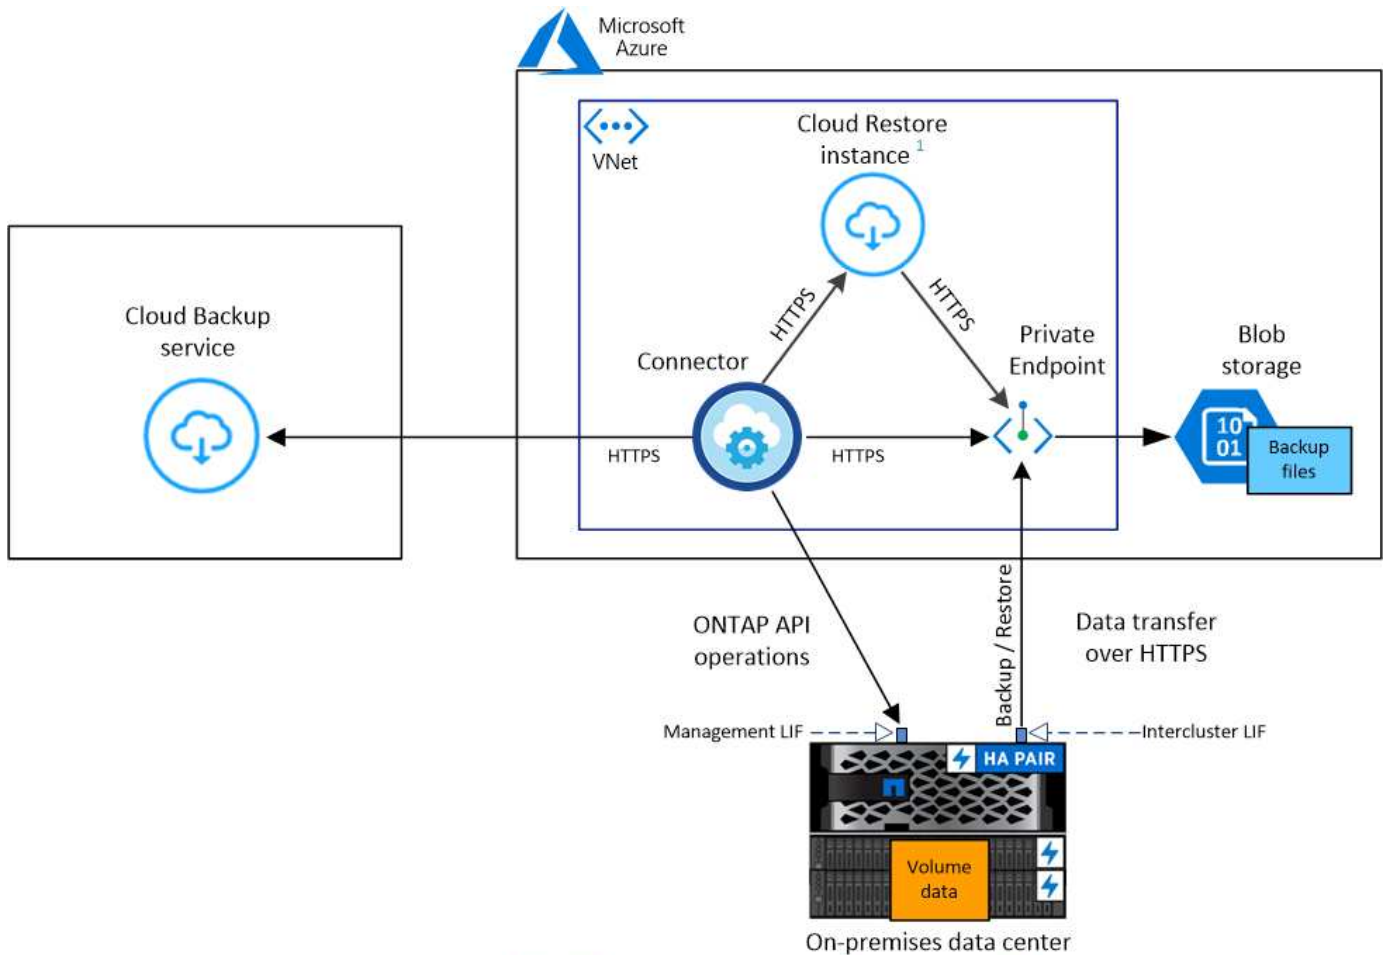 Microsoft
Azure
VNet
Cloud Restore
instance 1
HTTPS
HTTPS
Cloud Backup
service
Connector
Private
Endpoint
Blob
storage
10
01
Backup
files
HTTPS
HTTPS
ONTAP API
operations
Backup / Restore
Data transfer
over HTTPS
Management LIF
Intercluster LIF
HA PAIR
Volume
data
On-premises data center